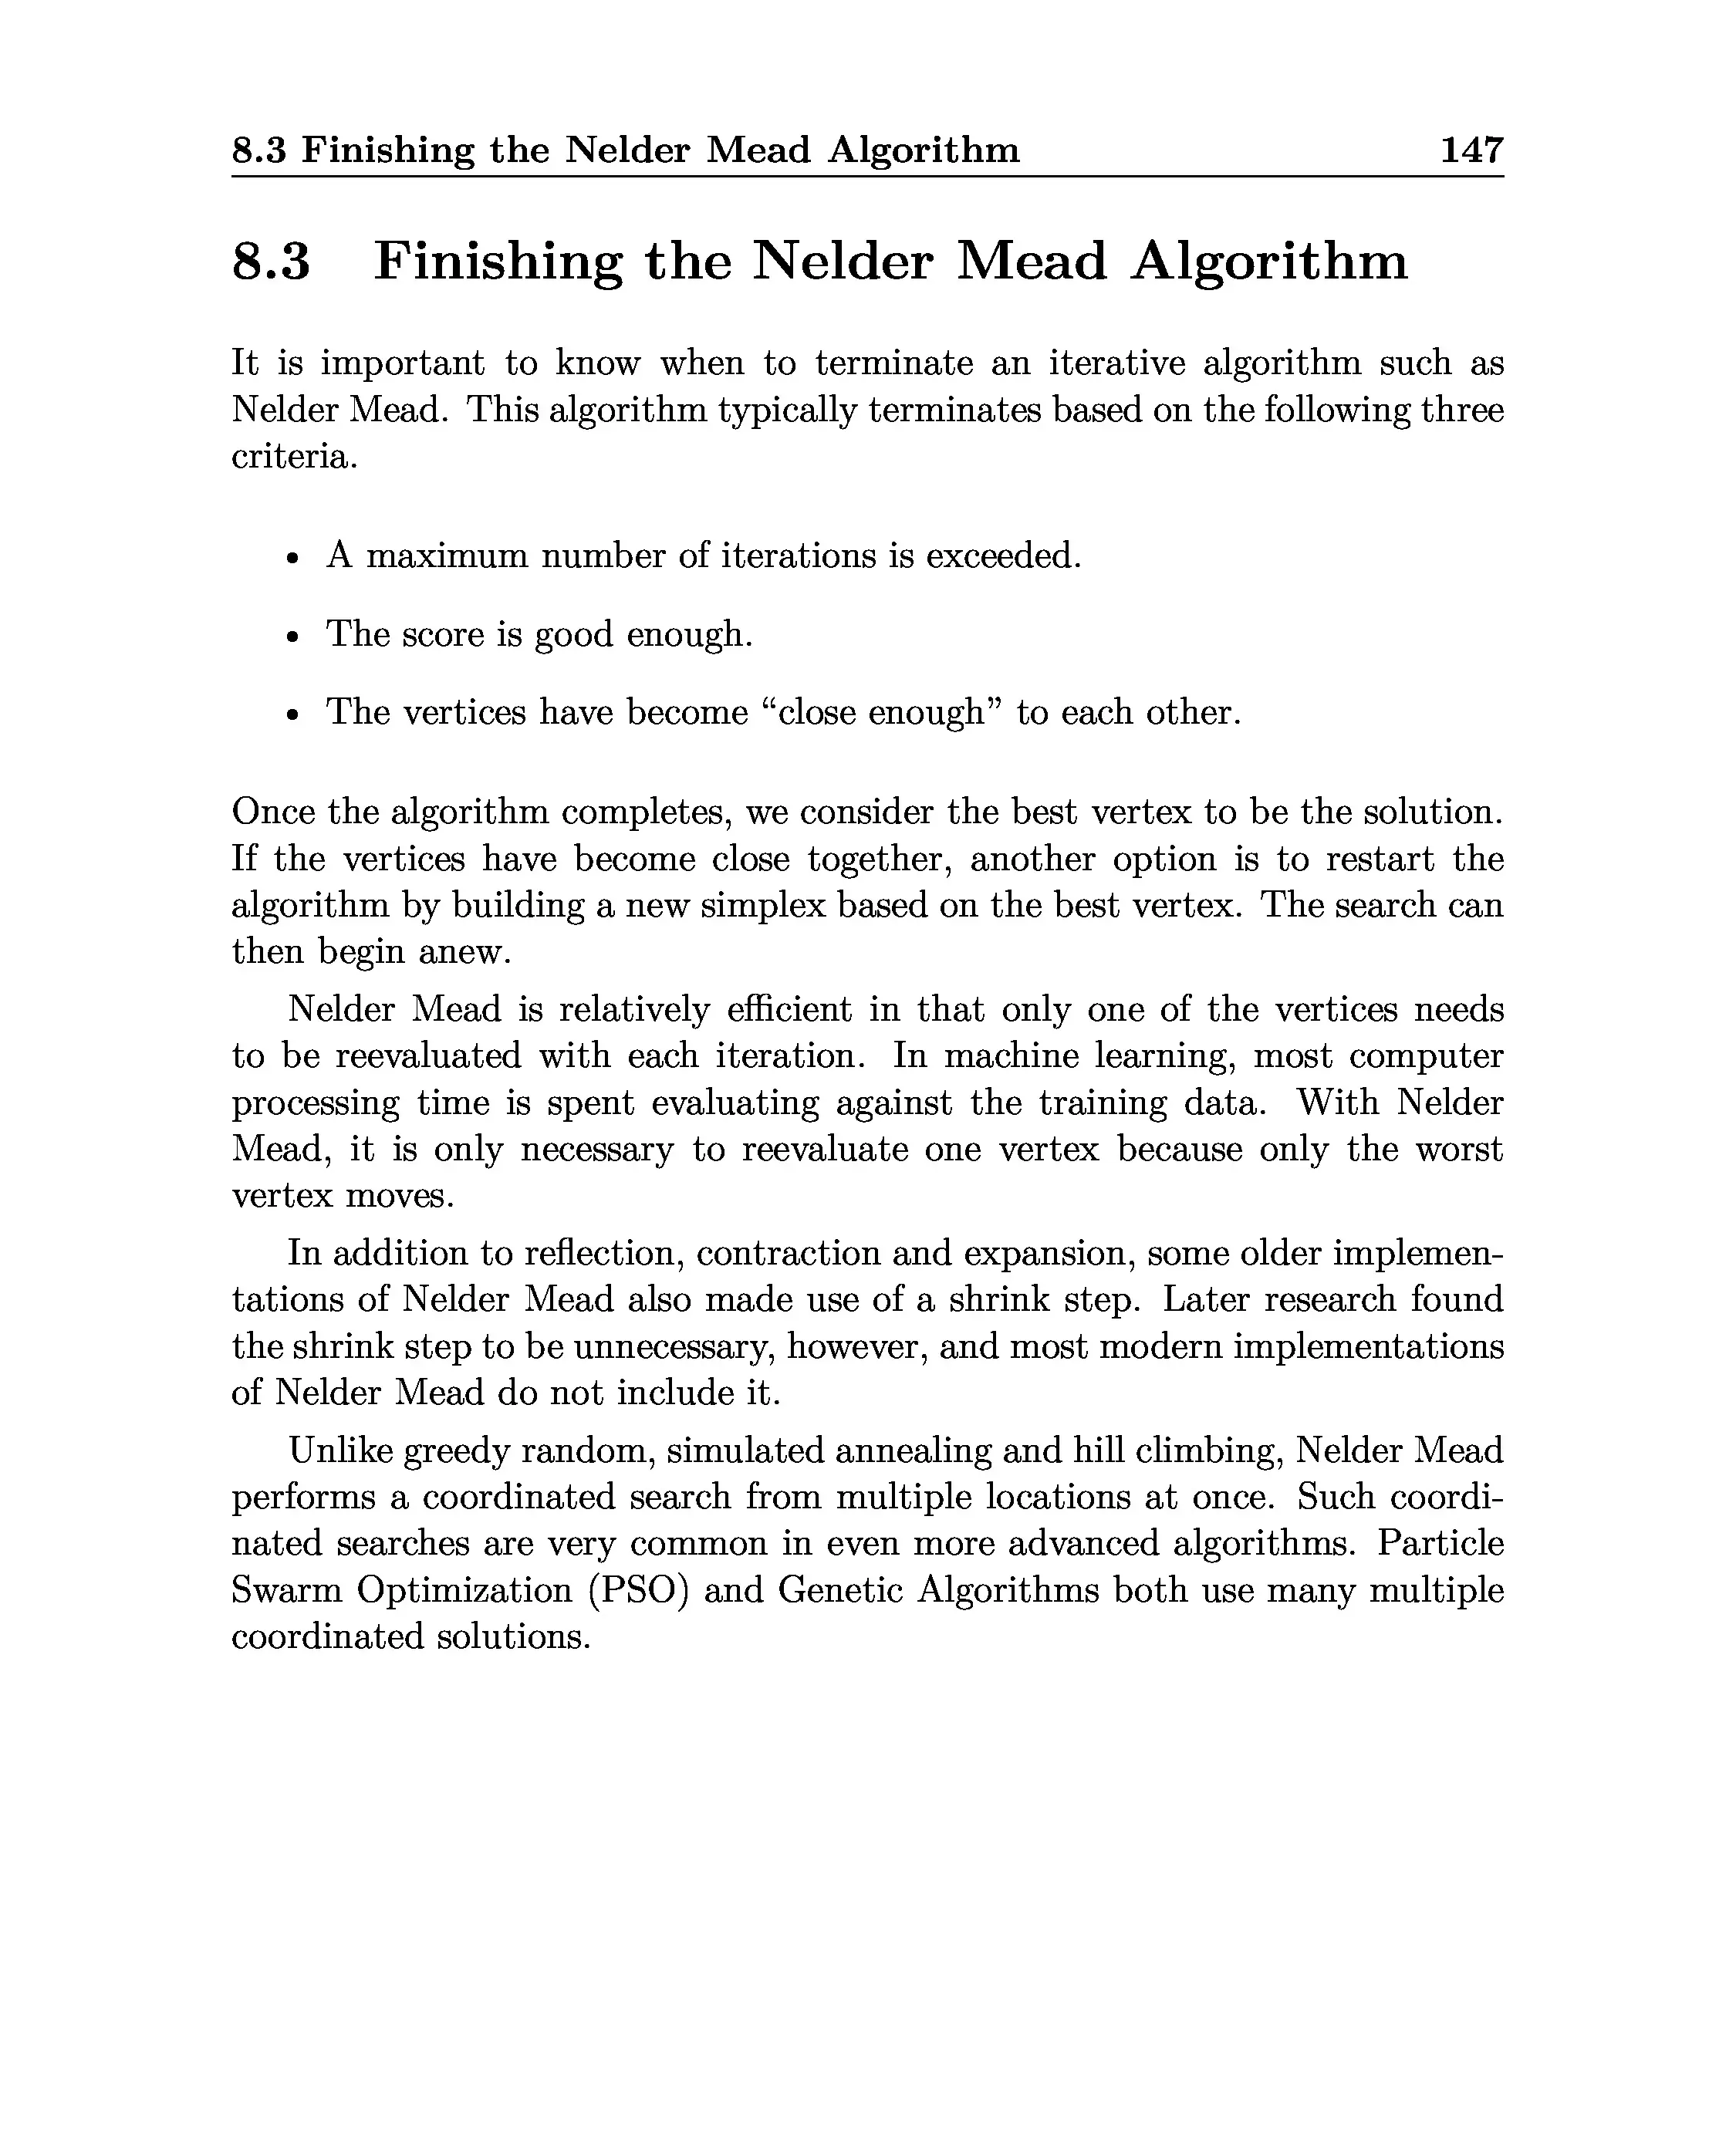 8.3 Finishing the Nelder Mead Algorithm 147
8.3 Finishing the Nelder Mead Algorithm
It is important to know when to terminate an iterative algorithm such as
Nelder Mead. This algorithm typically terminates based on the following three
criteria.
• A maximum number of iterations is exceeded.
• The score is good enough.
• The vertices have become “close enough” to each other.
Once the algorithm completes, we consider the best vertex to be the solution.
If the vertices have become close together, another option is to restart the
algorithm by building a new simplex based on the best vertex. The search can
then begin anew.
Nelder Mead is relatively efficient in that only one of the vertices needs
to be reevaluated with each iteration. In machine learning, most computer
processing time is spent evaluating against the training data. With Nelder
Mead, it is only necessary to reevaluate one vertex because only the worst
vertex moves.
In addition to reflection, contraction and expansion, some older implemen-
tations of Nelder Mead also made use of a shrink step. Later research found
the shrink step to be unnecessary, however, and most modern implementations
of Nelder Mead do not include it.
Unlike greedy random, simulated annealing and hill climbing, Nelder Mead
performs a coordinated search from multiple locations at once. Such coordi-
nated searches are very common in even more advanced algorithms. Particle
Swarm Optimization (PSO) and Genetic Algorithms both use many multiple
coordinated solutions.